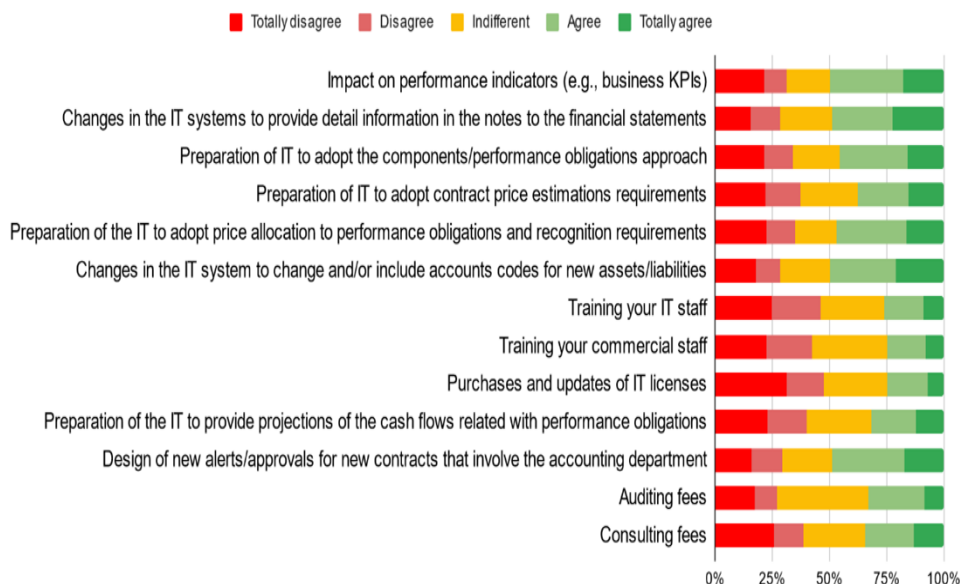 Totally disagree Disagree Indifferent Agree Totally agree
Impact on performance indicators (e.g., business KPIs)
Changes in the IT systems to provide detail information in the notes to the financial statements
Preparation of IT to adopt the components/performance obligations approach
Preparation of IT to adopt contract price estimations requirements
Preparation of the IT to adopt price allocation to performance obligations and recognition requirements
Changes in the IT system to change and/or include accounts codes for new assets/liabilities
Training your IT staff
Training your commercial staff
Purchases and updates of IT licenses
Preparation of the IT to provide projections of the cash flows related with performance obligations
Design of new alerts/approvals for new contracts that involve the accounting department
Auditing fees
Consulting fees
0% 25% 50% 75% 100%